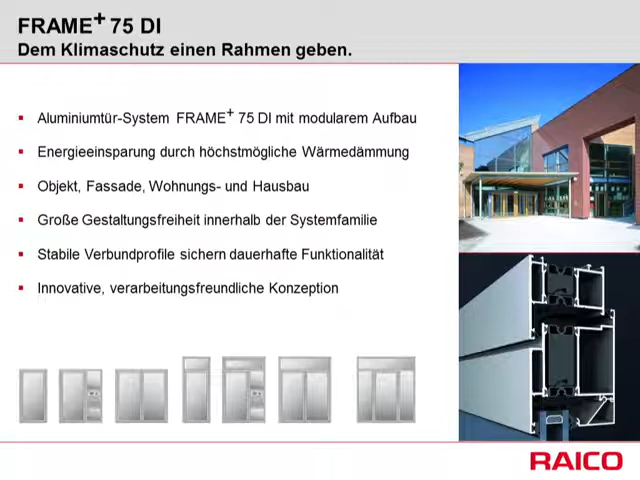 FRAME+ 75 DI
Dem Klimaschutz einen Rahmen geben.
Aluminiumtür-System FRAME+ 75 DI mit modularem Aufbau
Energieeinsparung durch höchstmögliche Wärmedämmung
Objekt, Fassade, Wohnungs- und Hausbau
Große Gestaltungsfreiheit innerhalb der Systemfamilie
Stabile Verbundprofile sichern dauerhafte Funktionalität
Innovative, verarbeitungsfreundliche Konzeption
RAICO